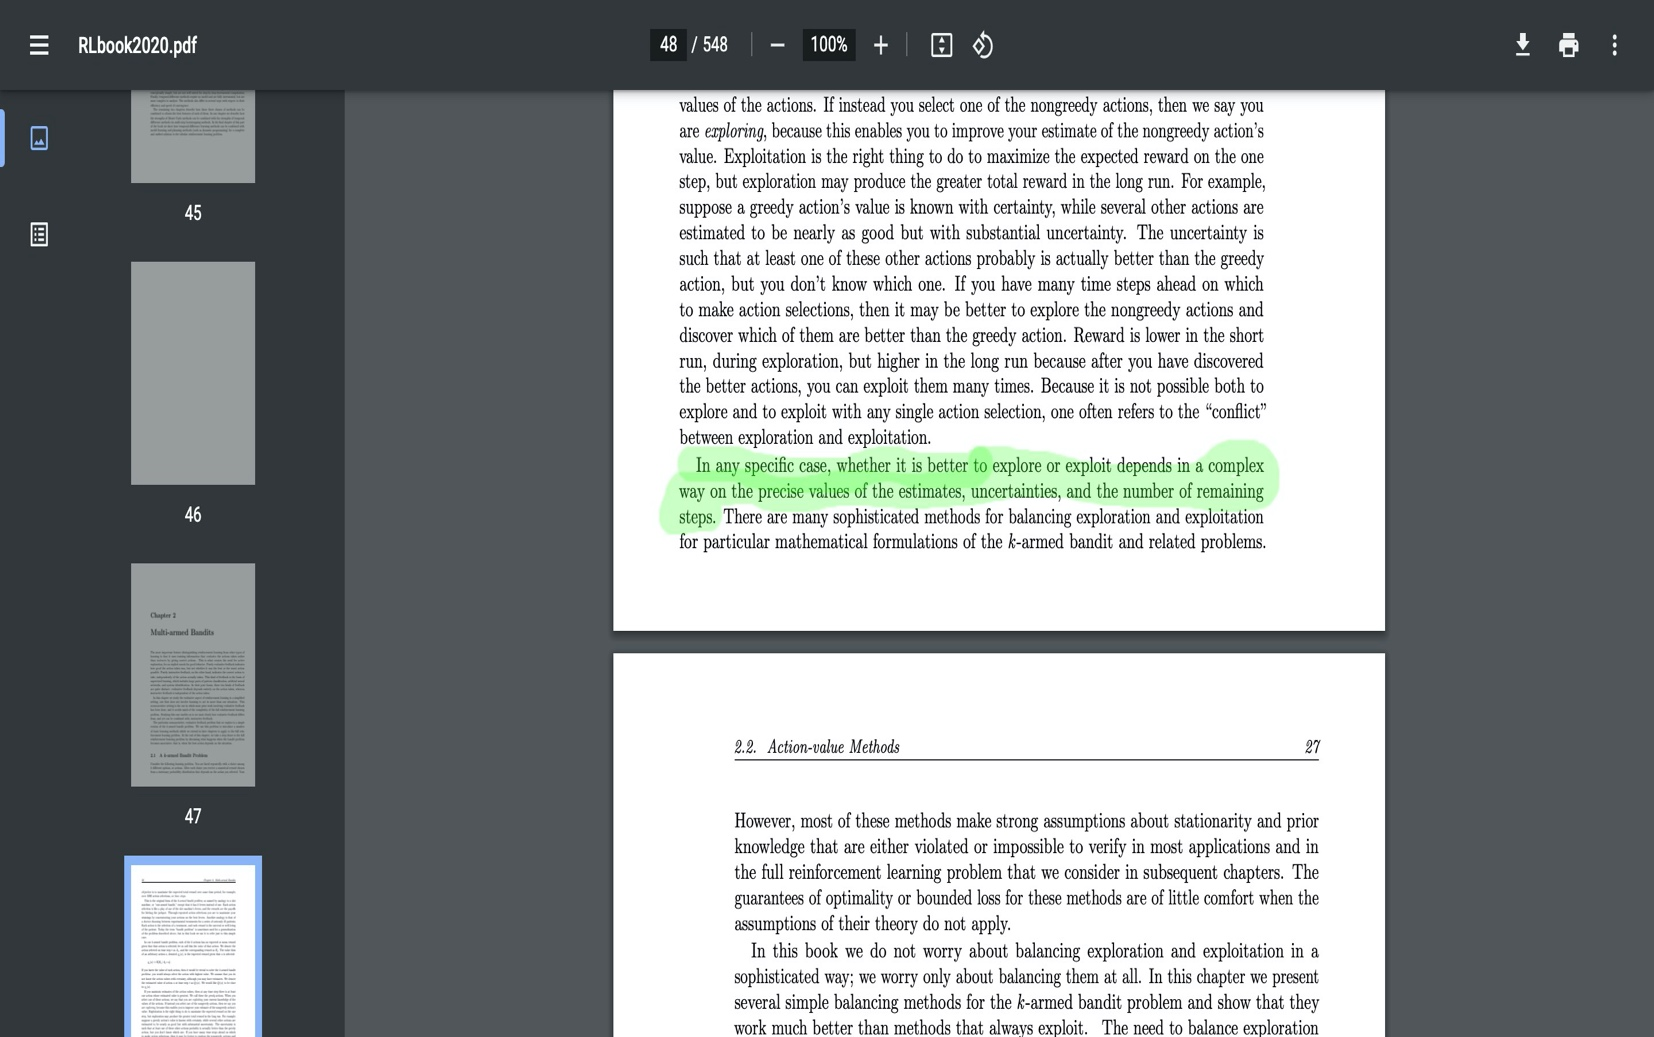 RLbook2020.pdf
48 / 548
100%
45
46
Chapter 2
Multi-armed Bandits
47
values of the actions. If instead you select one of the nongreedy actions, then we say you
are exploring, because this enables you to improve your estimate of the nongreedy action's
value. Exploitation is the right thing to do to maximize the expected reward on the one
step, but exploration may produce the greater total reward in the long run. For example,
suppose a greedy action's value is known with certainty, while several other actions are
estimated to be nearly as good but with substantial uncertainty. The uncertainty is
such that at least one of these other actions probably is actually better than the greedy
action, but you don't know which one. If you have many time steps ahead on which
to make action selections, then it may be better to explore the nongreedy actions and
discover which of them are better than the greedy action. Reward is lower in the short
run, during exploration, but higher in the long run because after you have discovered
the better actions, you can exploit them many times. Because it is not possible both to
explore and to exploit with any single action selection, one often refers to the “conflict”
between exploration and exploitation.
In any specific case, whether it is better to explore or exploit depends in a complex
way on the precise values of the estimates, uncertainties, and the number of remaining
steps. There are many sophisticated methods for balancing exploration and exploitation
for particular mathematical formulations of the k-armed bandit and related problems.
2.2. Action-value Methods 27
However, most of these methods make strong assumptions about stationarity and prior
knowledge that are either violated or impossible to verify in most applications and in
the full reinforcement learning problem that we consider in subsequent chapters. The
guarantees of optimality or bounded loss for these methods are of little comfort when the
assumptions of their theory do not apply.
In this book we do not worry about balancing exploration and exploitation in a
sophisticated way; we worry only about balancing them at all. In this chapter we present
several simple balancing methods for the k-armed bandit problem and show that they
work much better than methods that always exploit. The need to balance exploration